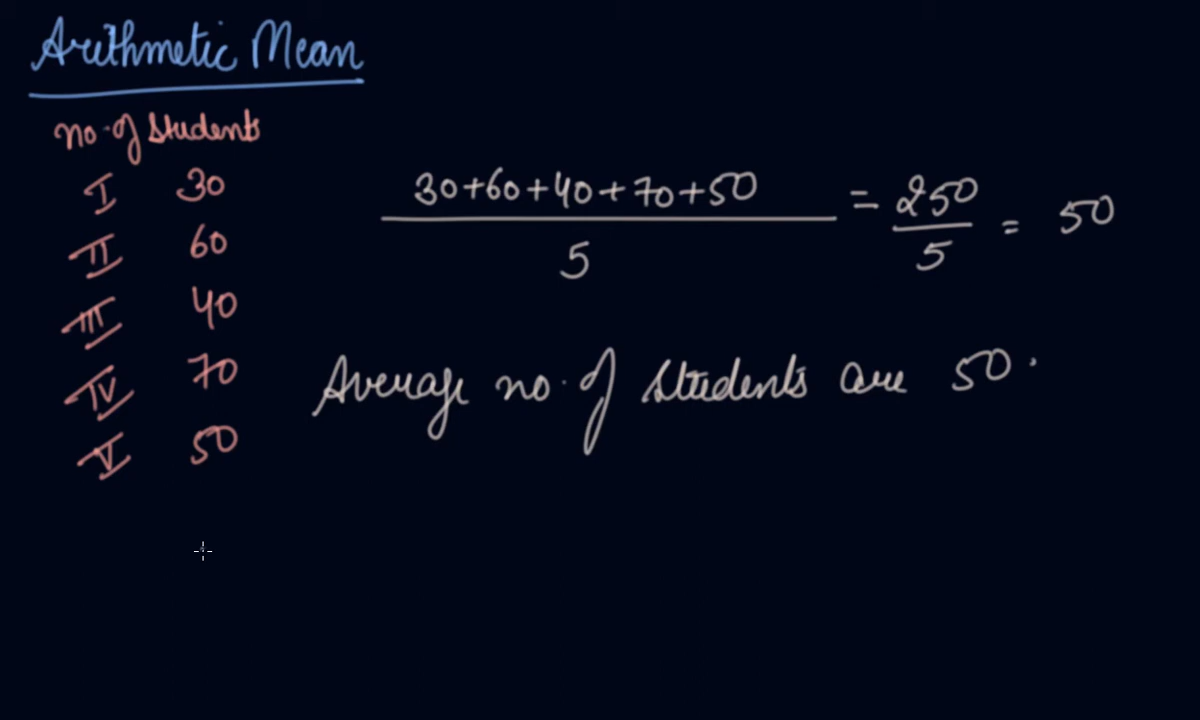 Arithmetic Mean
no. of Students
I 30
II 60
III 40
IV 70
V 50
30+60+40+70+50
5
= 250
5
= 50
Average no. of students are 50.